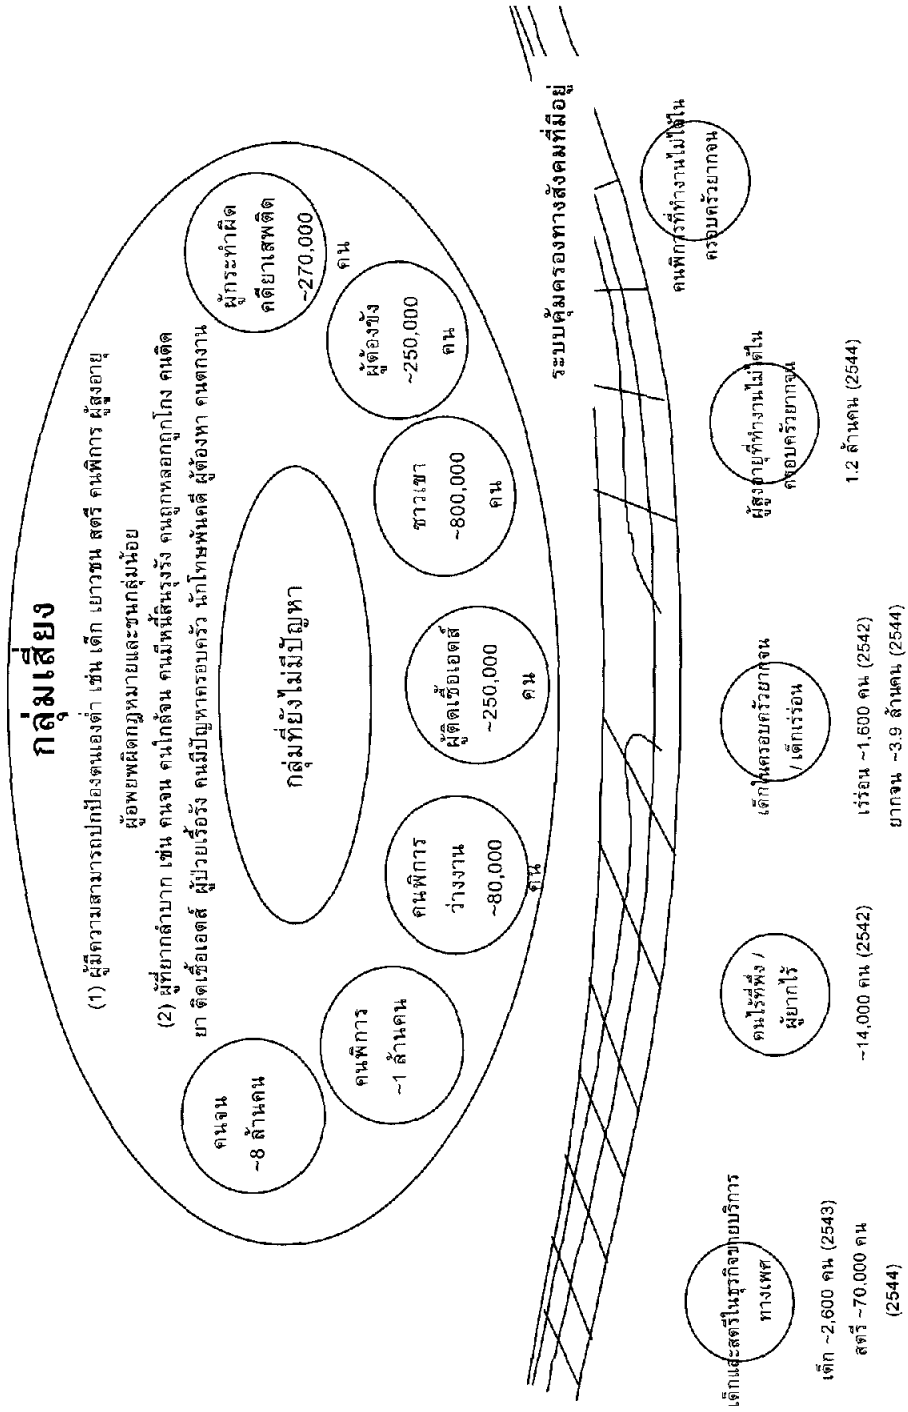 กลุ่มเสี่ยง
(1) ผู้มีความสามารถปกป้องตนเองต่ำ เช่น เด็ก เยาวชน สตรี คนพิการ ผู้สูงอายุ
ผู้อพยพผิดกฎหมายและชนกลุ่มน้อย
(2) ผู้ที่ยากลำบาก เช่น คนจน คนใกล้จน คนมีหนี้สินรุงรัง คนถูกหลอกถูกโกง คนติด
ยา ติดเชื้อเอดส์ ผู้ป่วยเรื้อรัง คนมีปัญหาครอบครัว นักโทษพ้นคดี ผู้ต้องหา คนตกงาน
กลุ่มที่ยังไม่มีปัญหา
คนจน
~8 ล้านคน
คนพิการ
~1 ล้านคน
คนพิการ
ว่างงาน
~80,000
คน
ผู้ติดเชื้อเอดส์
~250,000
คน
ชาวเขา
~800,000
คน
ผู้ต้องขัง
~250,000
คน
ผู้กระทำผิด
คดียาเสพติด
~270,000
คน
ระบบคุ้มครองทางสังคมที่มีอยู่
เด็กและสตรีในธุรกิจขายบริการ
ทางเพศ
เด็ก ~2,600 คน (2543)
สตรี ~70,000 คน
(2544)
คนไร้ที่พึ่ง /
ผู้ยากไร้
~14,000 คน (2542)
เด็กในครอบครัวยากจน
/ เด็กเร่ร่อน
เร่ร่อน ~1,600 คน (2542)
ยากจน ~3.9 ล้านคน (2544)
ผู้สูงอายุที่ทำงานไม่ได้ใน
ครอบครัวยากจน
1.2 ล้านคน (2544)
คนพิการที่ทำงานไม่ได้ใน
ครอบครัวยากจน